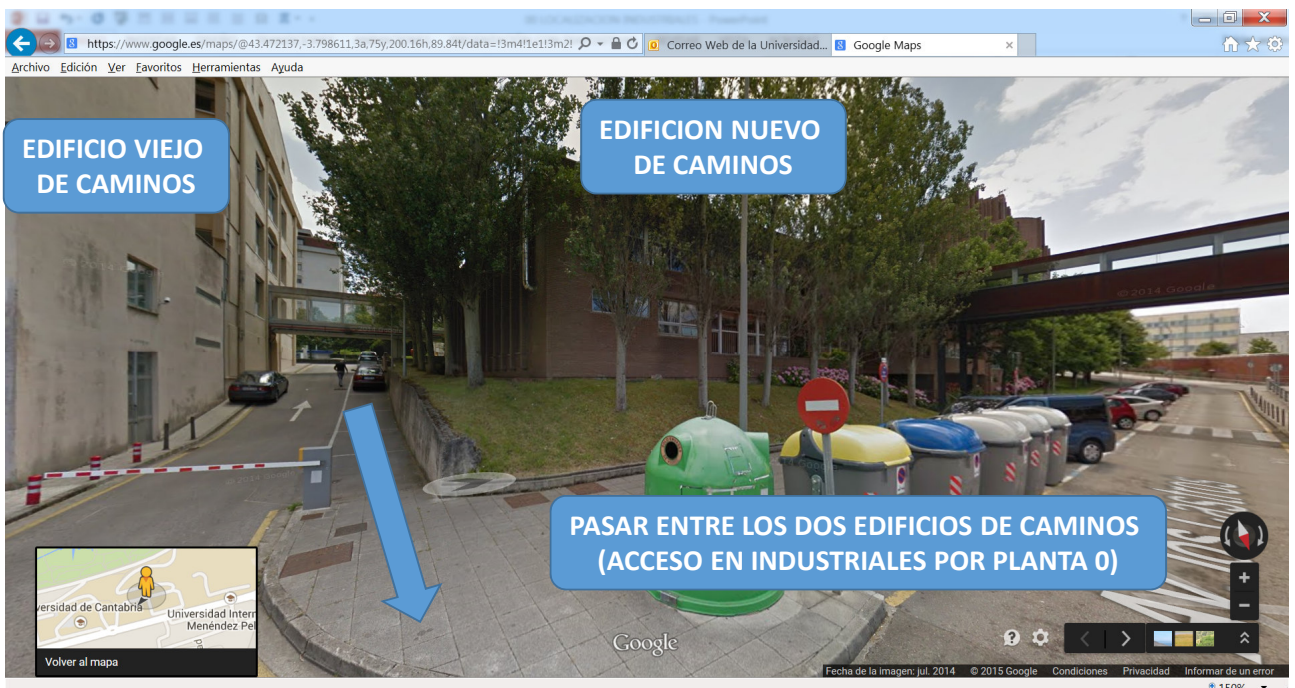 https://www.google.es/maps/@43.472137,-3.798611,3a,75y,200.16h,89.84t/data=!3m4!1e1!3m2!
Correo Web de la Universidad...
Google Maps
Archivo Edición Ver Favoritos Herramientas Ayuda
EDIFICIO VIEJO
DE CAMINOS
EDIFICION NUEVO
DE CAMINOS
© 2014 Google
PASAR ENTRE LOS DOS EDIFICIOS DE CAMINOS
(ACCESO EN INDUSTRIALES POR PLANTA 0)
versidad de Cantabria
Universidad Intern
Menéndez Pel
Volver al mapa
Google
Fecha de la imagen: jul. 2014 © 2015 Google Condiciones Privacidad Informar de un error
150%